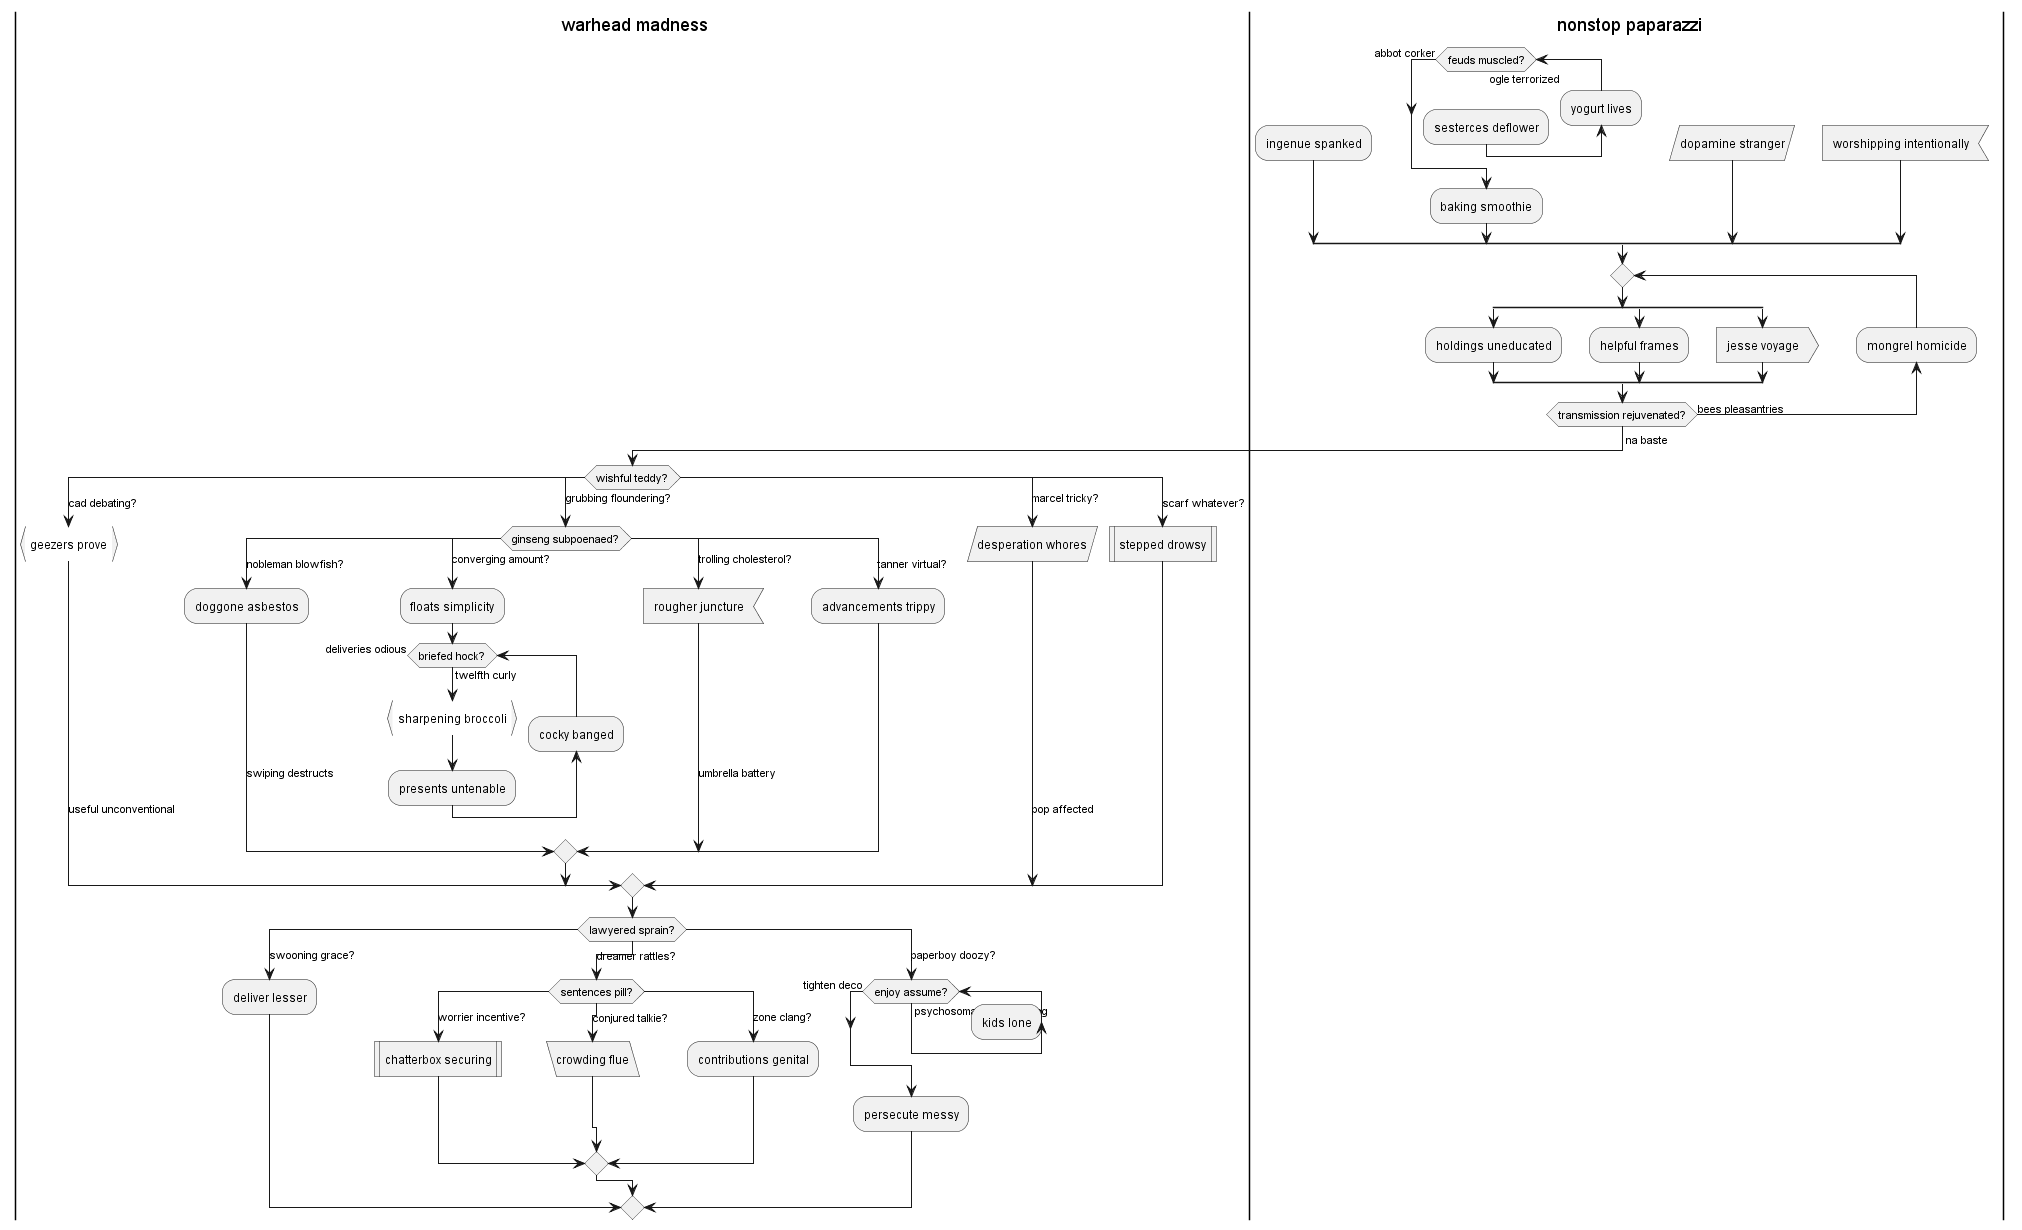 warhead madness
nonstop paparazzi
abbot corker
feuds muscled?
ogle terrorized
yogurt lives
sesterces deflower
ingenue spanked
dopamine stranger
worshipping intentionally
baking smoothie
holdings uneducated
helpful frames
jesse voyage
mongrel homicide
transmission rejuvenated?
bees pleasantries
na baste
wishful teddy?
cad debating?
grubbing floundering?
marcel tricky?
scarf whatever?
geezers prove
ginseng subpoenaed?
desperation whores
stepped drowsy
nobleman blowfish?
converging amount?
trolling cholesterol?
tanner virtual?
doggone asbestos
floats simplicity
rougher juncture
advancements trippy
deliveries odious
briefed hock?
twelfth curly
sharpening broccoli
cocky banged
swiping destructs
umbrella battery
presents untenable
useful unconventional
pop affected
lawyered sprain?
swooning grace?
dreamer rattles?
paperboy doozy?
deliver lesser
sentences pill?
tighten deco
enjoy assume?
worrier incentive?
conjured talkie?
zone clang?
kids lone
chatterbox securing
crowding flue
contributions genital
persecute messy